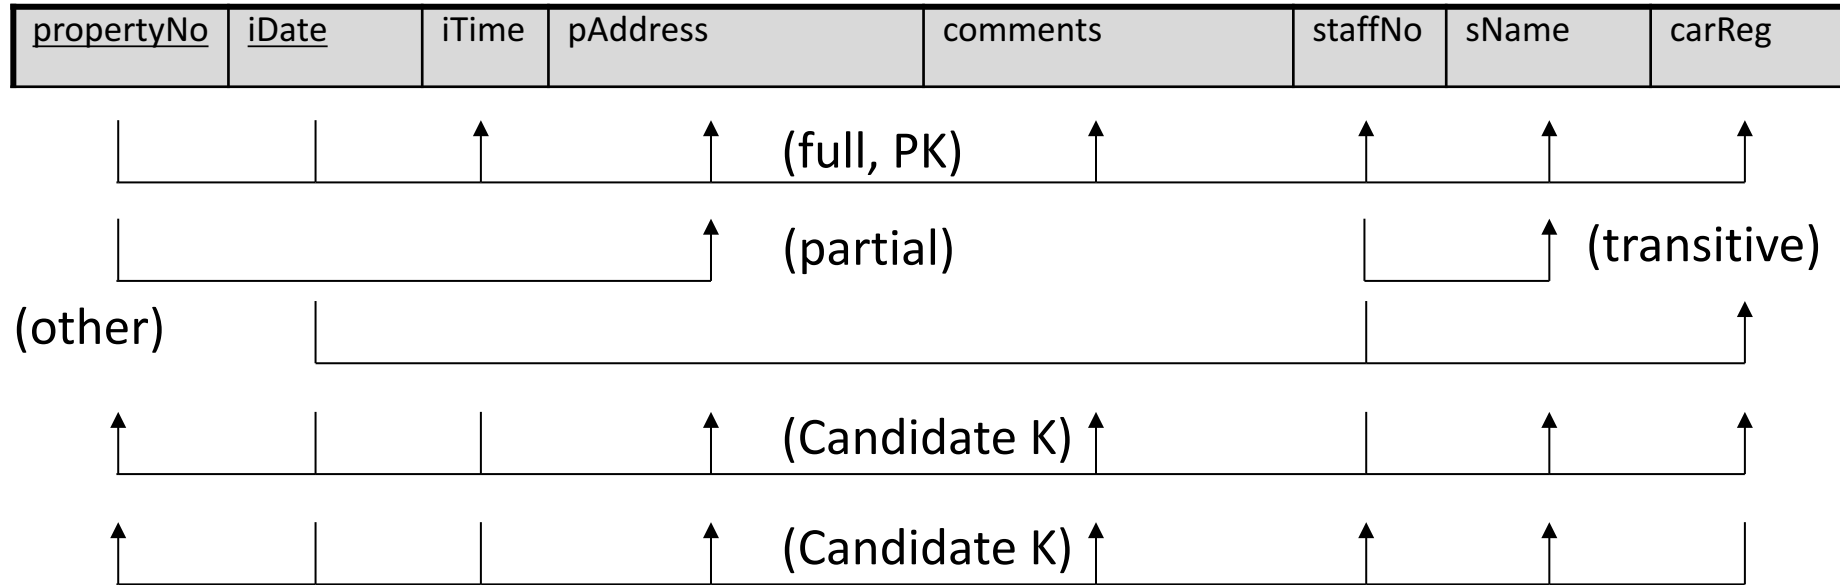 propertyNo iDate iTime pAddress comments staffNo sName carReg
(full, PK)
(partial) (transitive)
(other)
(Candidate K)
(Candidate K)